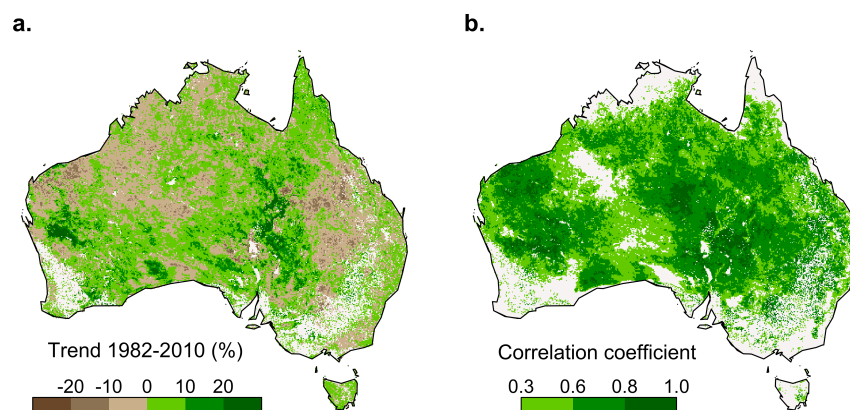 a.
b.
Trend 1982-2010 (%)
-20 -10 0 10 20
Correlation coefficient
0.3 0.6 0.8 1.0